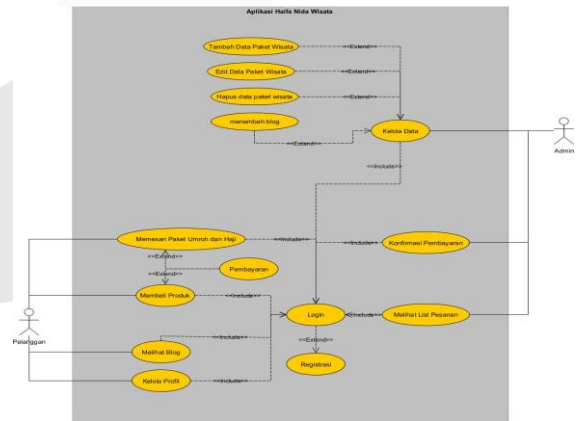 Aplikasi Haifa Nida Wisata
Tambah Data Paket Wisata
<<Extend>>
Edit Data Paket Wisata
<<Extend>>
Hapus data paket wisata
<<Extend>>
menambah blog
<<Extend>>
Kelola Data
Admin
<<Include>>
Memesan Paket Umroh dan Haji
<<Include>>
Konfirmasi Pembayaran
<<Extend>>
<<Extend>>
Pembayaran
Membeli Produk
<<Include>>
Login
<<Include>>
Melihat List Pesanan
Pelanggan
<<Include>>
Melihat Blog
<<Extend>>
Registrasi
Kelola Profil
<<Include>>